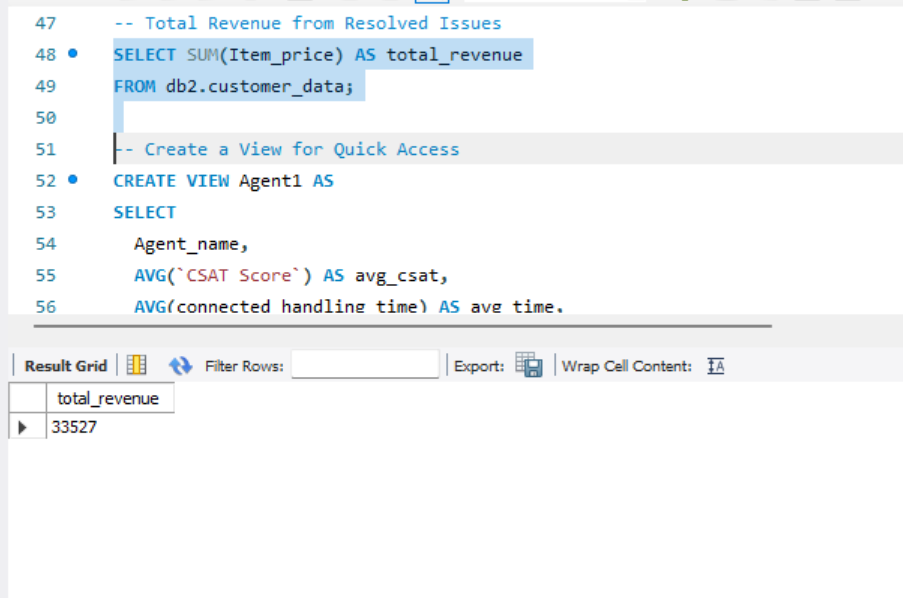 47 -- Total Revenue from Resolved Issues
48 SELECT SUM(Item_price) AS total_revenue
49 FROM db2.customer_data;
50
51 -- Create a View for Quick Access
52 CREATE VIEW Agent1 AS
53 SELECT
54 Agent_name,
55 AVG(`CSAT Score`) AS avg_csat,
56 AVG(connected_handling_time) AS avg_time,
Result Grid Filter Rows: Export: Wrap Cell Content: IA
total_revenue
33527